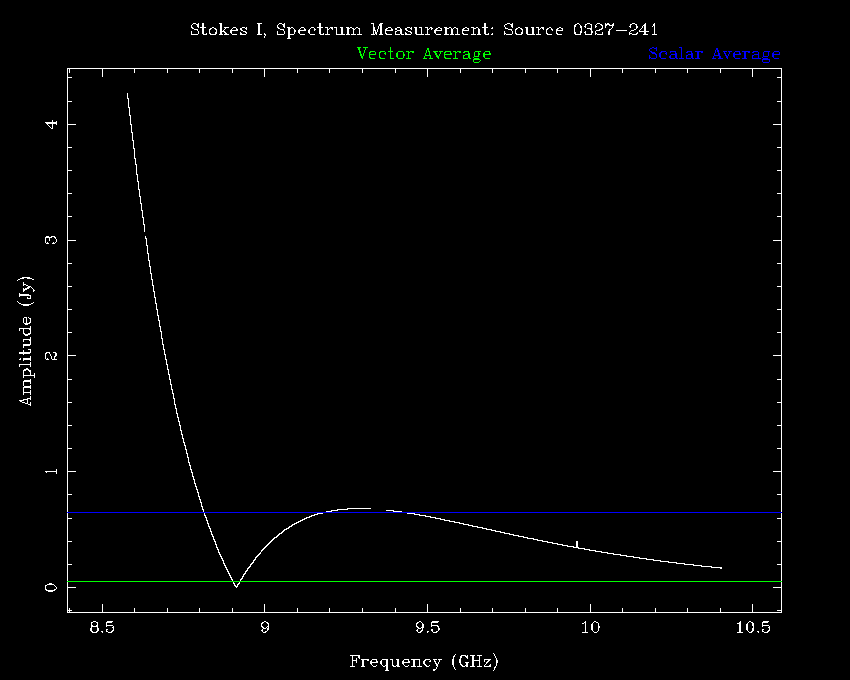 Stokes I, Spectrum Measurement: Source 0327-241
Vector Average Scalar Average
Amplitude (Jy)
4
3
2
1
0
8.5 9 9.5 10 10.5
Frequency (GHz)